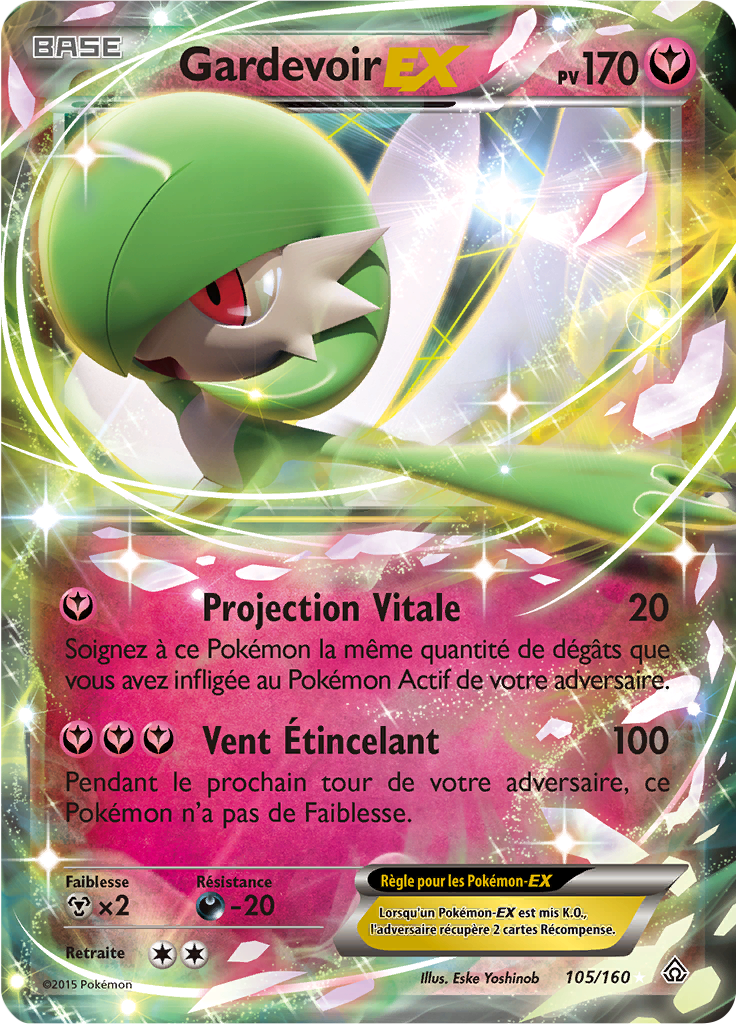 BASE
Gardevoir EX
PV170
Projection Vitale 20
Soignez à ce Pokémon la même quantité de dégâts que
vous avez infligée au Pokémon Actif de votre adversaire.
Vent Étincelant 100
Pendant le prochain tour de votre adversaire, ce
Pokémon n'a pas de Faiblesse.
Faiblesse Résistance
×2 -20
Retraite
Règle pour les Pokémon-EX
Lorsqu'un Pokémon-EX est mis K.O.,
l'adversaire récupère 2 cartes Récompense.
©2015 Pokémon
Illus. Eske Yoshinob 105/160